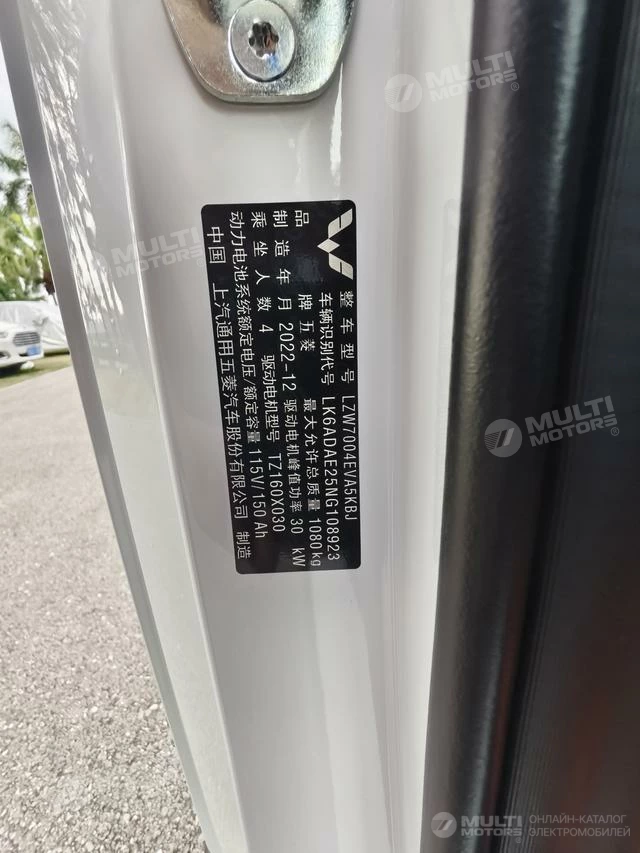 整车型号 LZW7004EVA5KBJ
车辆识别代号 LK6ADAE25NG108923
品 牌 五菱 最大允许总质量 1080kg
制造年月 2022-12 驱动电机峰值功率 30 kW
乘坐人数 4 驱动电机型号 TZ160X030
动力电池系统额定电压/额定容量 115V/150Ah
中国 上汽通用五菱汽车股份有限公司 制造
MULTI
MOTORS®
MULTI
MOTORS
MULTI
MOTORS®
MULTI
MOTORS®
ОНЛАЙН-КАТАЛОГ
ЭЛЕКТРОМОБИЛЕЙ